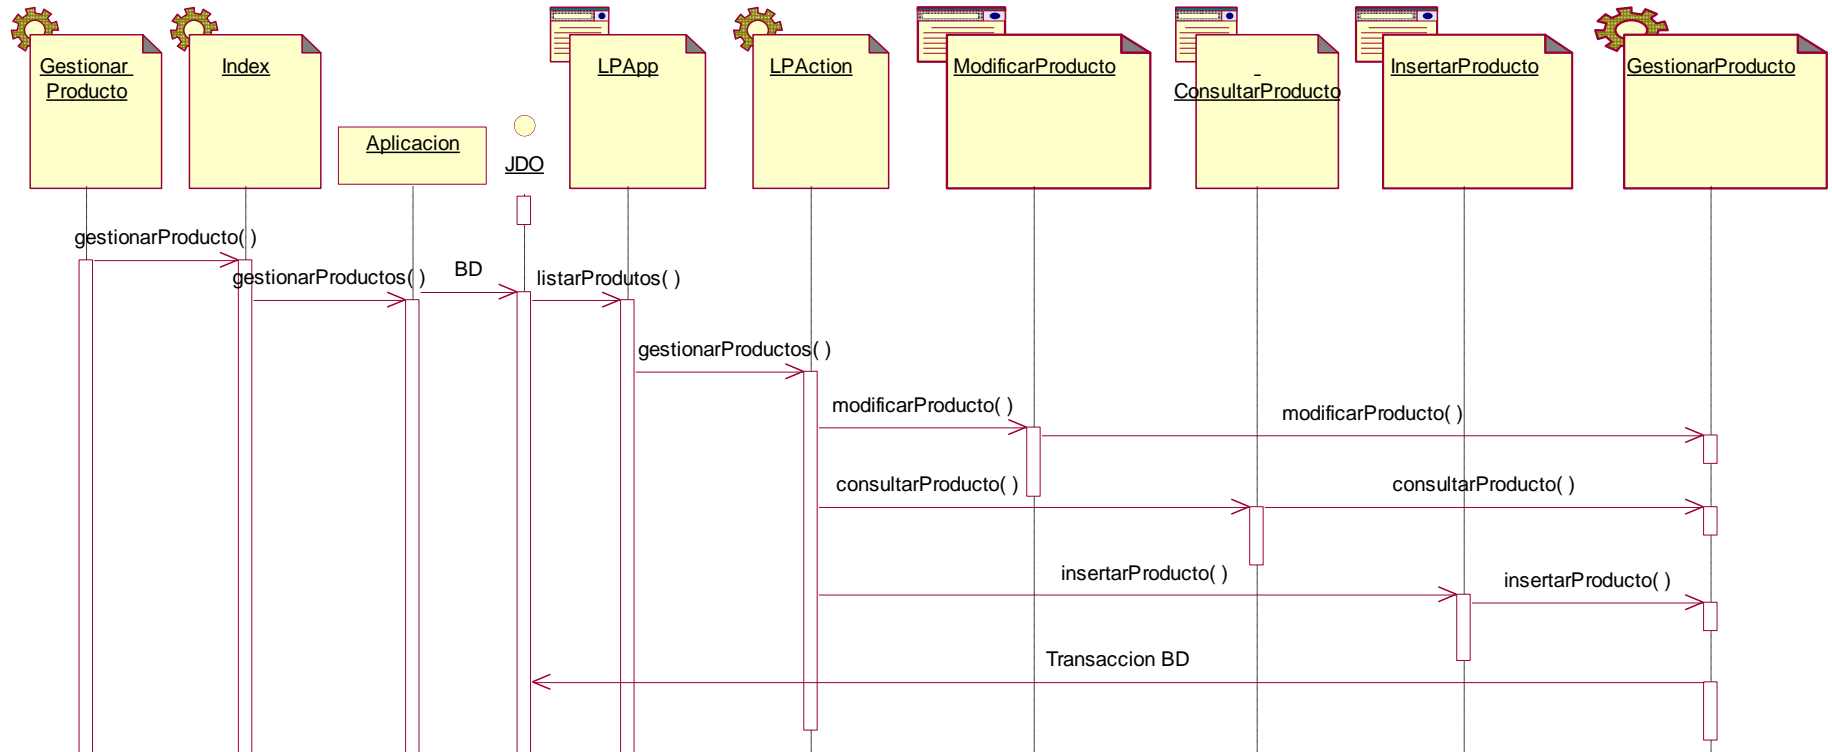 Gestionar
Producto
Index
Aplicacion
JDO
LPApp
LPAction
ModificarProducto
ConsultarProducto
InsertarProducto
GestionarProducto
gestionarProducto( )
gestionarProductos( )
BD
listarProdutos( )
gestionarProductos( )
modificarProducto( )
modificarProducto( )
consultarProducto( )
consultarProducto( )
insertarProducto( )
insertarProducto( )
Transaccion BD